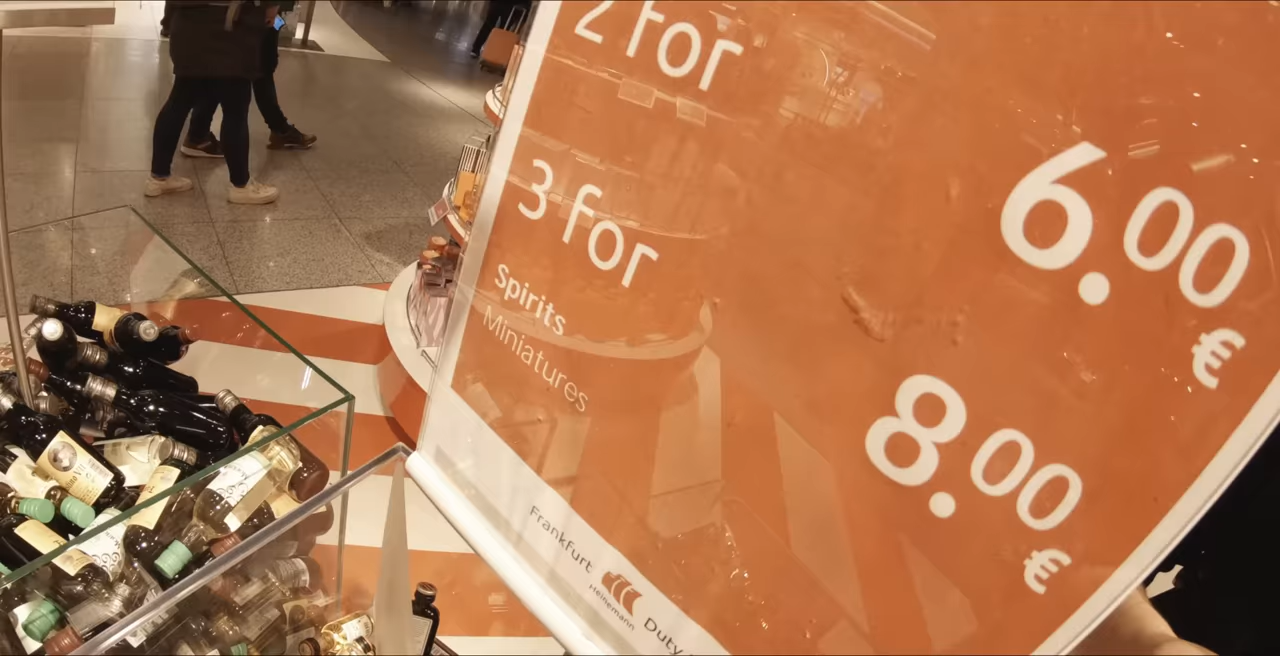 2 for
6.00 €
3 for
8.00 €
Spirits
Miniatures
Frankfurt
Heinemann
Duty